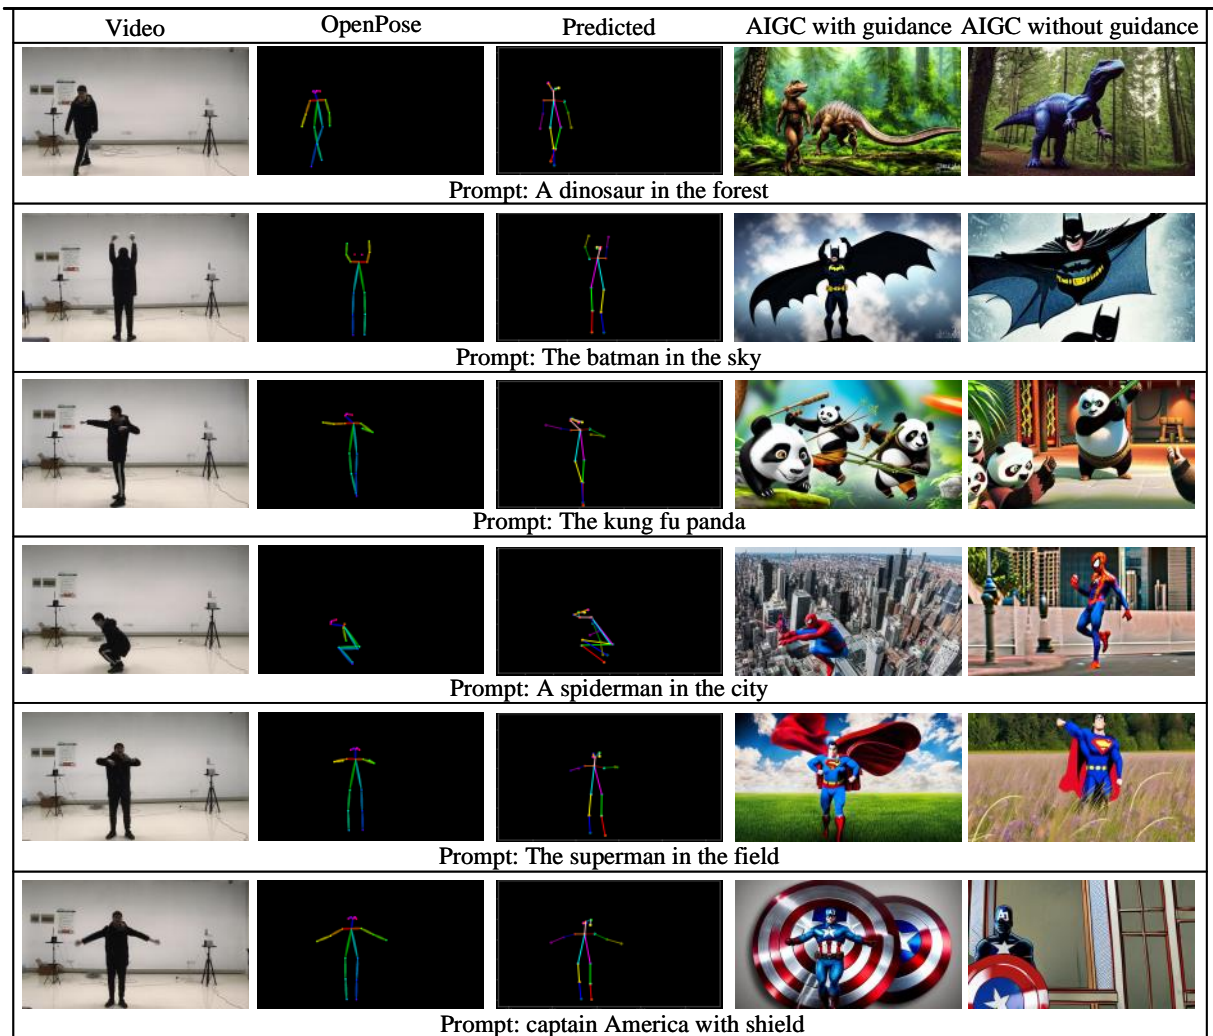 Video OpenPose Predicted AIGC with guidance AIGC without guidance
Prompt: A dinosaur in the forest
Prompt: The batman in the sky
Prompt: The kung fu panda
Prompt: A spiderman in the city
Prompt: The superman in the field
Prompt: captain America with shield